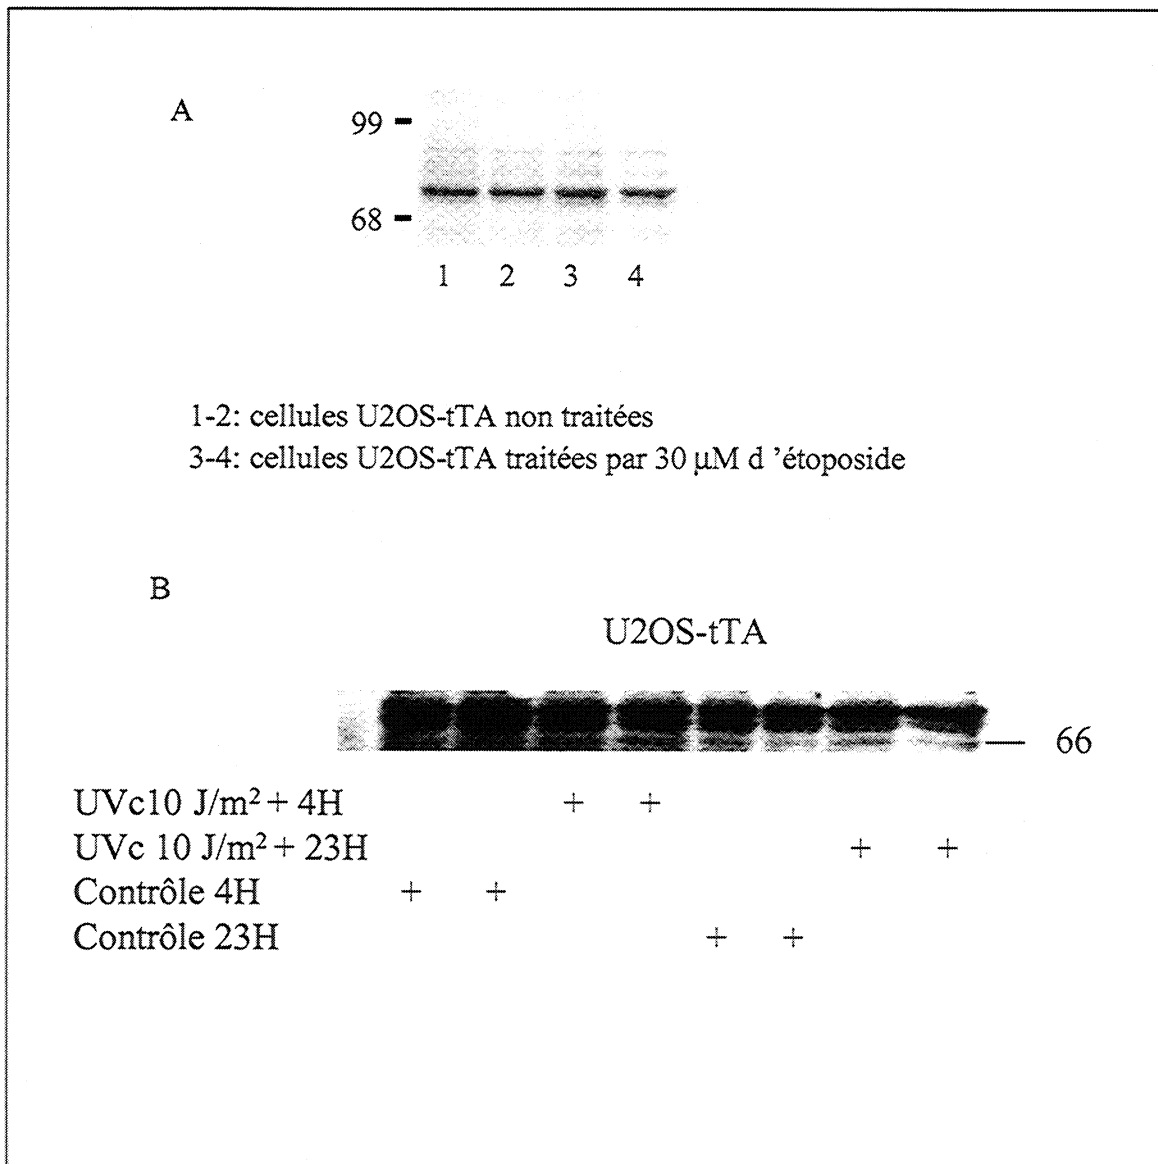 A
99
68
1 2 3 4
1-2: cellules U2OS-tTA non traitées
3-4: cellules U2OS-tTA traitées par 30 µM d ’étoposide
B
U2OS-tTA
66
UVc10 J/m² + 4H + +
UVc 10 J/m² + 23H + +
Contrôle 4H + +
Contrôle 23H + +